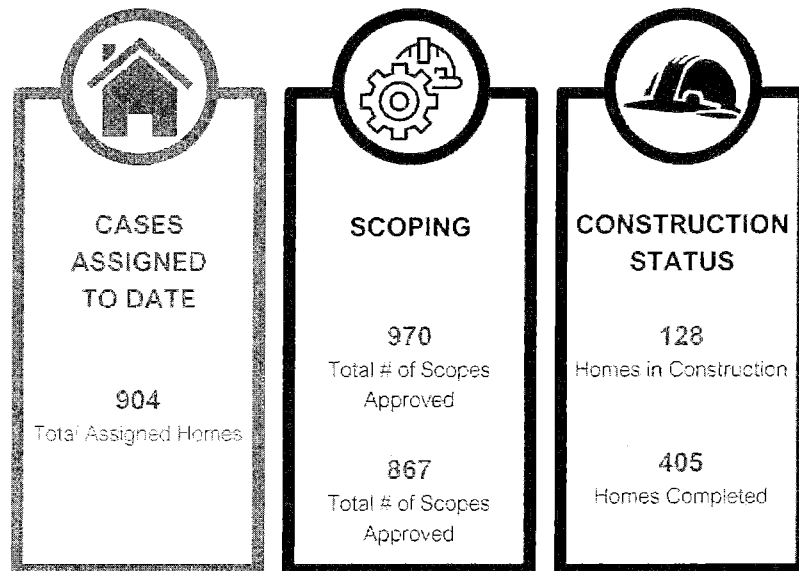 CASES
ASSIGNED
TO DATE
904
Total Assigned Homes
SCOPING
970
Total # of Scopes
Approved
867
Total # of Scopes
Approved
CONSTRUCTION
STATUS
128
Homes in Construction
405
Homes Completed